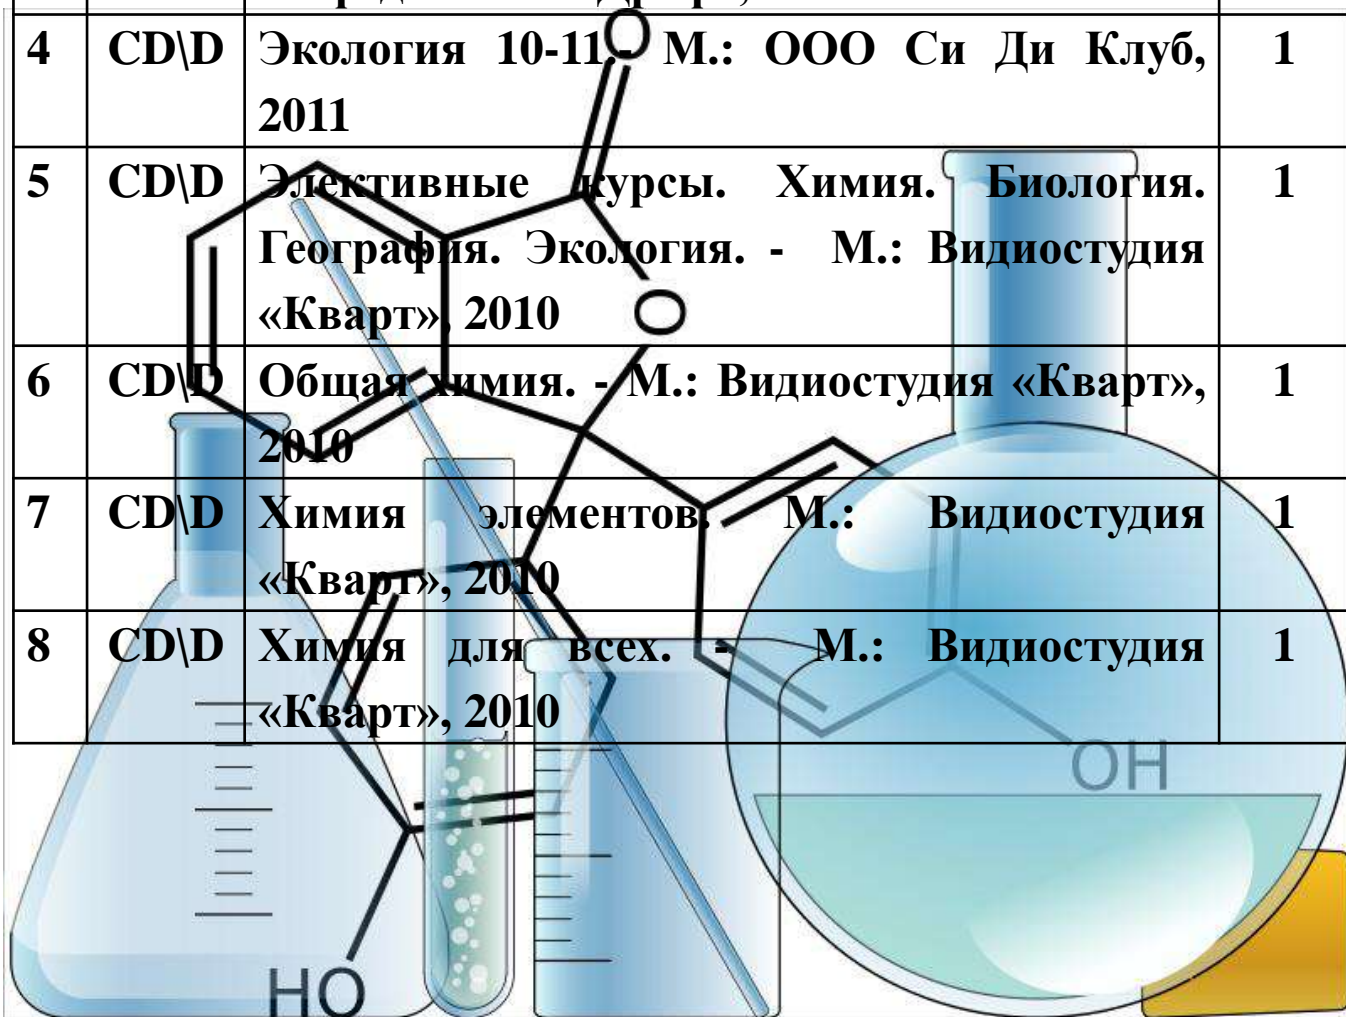 4 CD\D Экология 10-11.- М.: ООО Си Ди Клуб,
2011
5 CD\D Элективные курсы. Химия. Биология.
География. Экология. - М.: Видиостудия
«Кварт», 2010
6 CD\D Общая химия. - М.: Видиостудия «Кварт»,
2010
7 CD\D Химия элементов. М.: Видиостудия
«Кварт», 2010
8 CD\D Химия для всех. - М.: Видиостудия
«Кварт», 2010
1
1
1
1
1
O
O
OH
HO